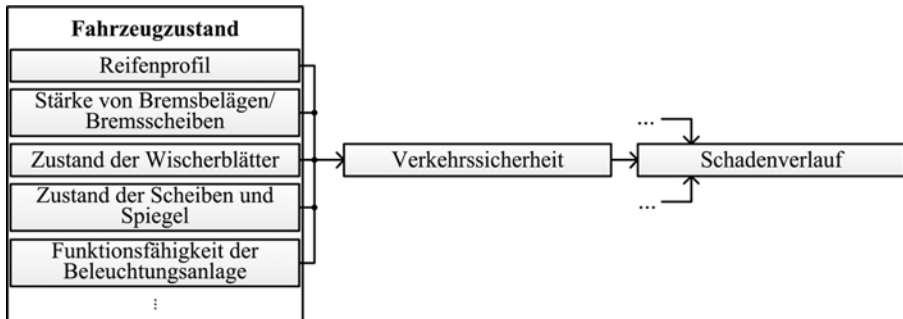 Fahrzeugzustand
Reifenprofil
Stärke von Bremsbelägen/
Bremsscheiben
Zustand der Wischerblätter
Zustand der Scheiben und
Spiegel
Funktionsfähigkeit der
Beleuchtungsanlage
⋮
Verkehrssicherheit
...
Schadenverlauf
...